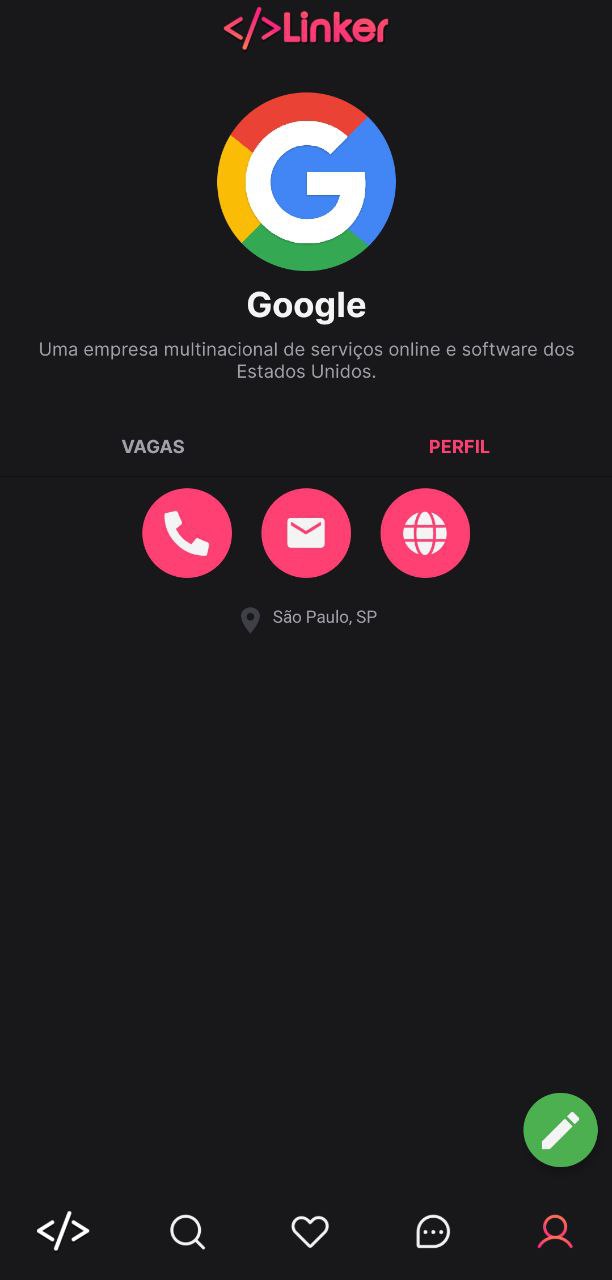 </>Linker
Google
Uma empresa multinacional de serviços online e software dos
Estados Unidos.
VAGAS PERFIL
São Paulo, SP